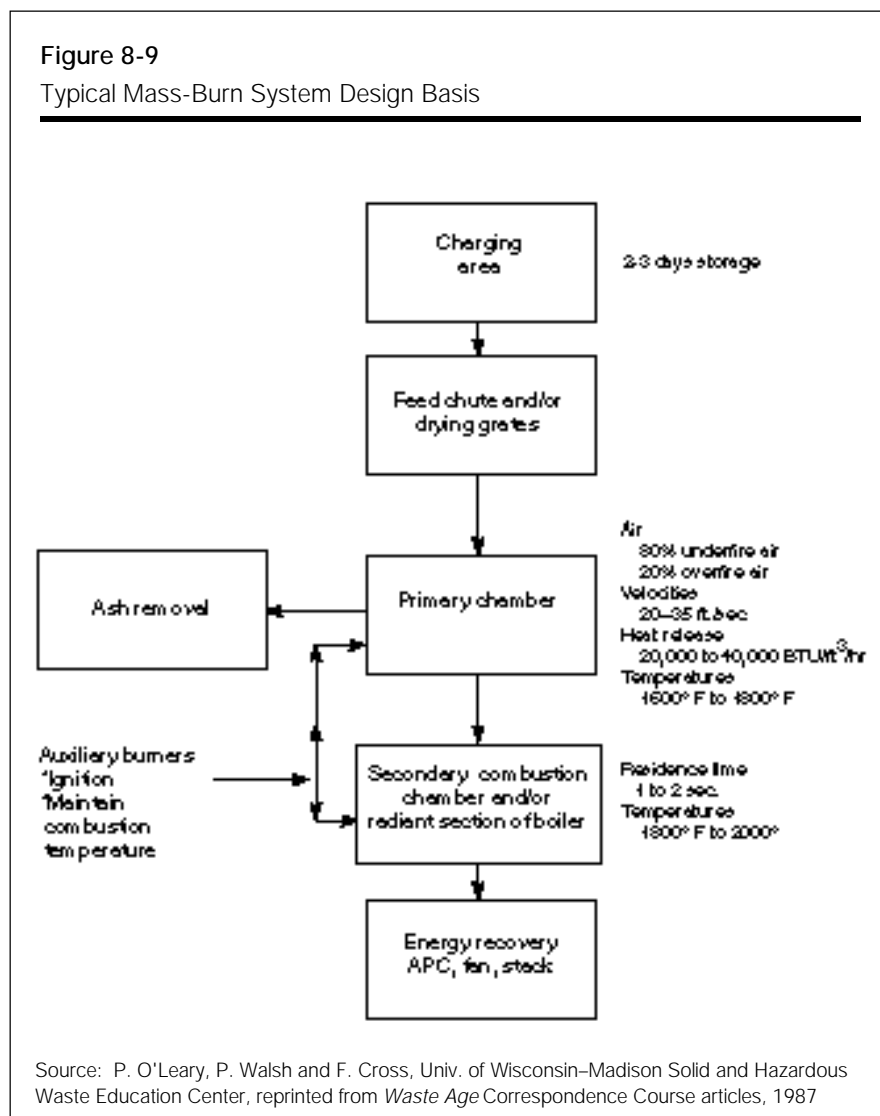 Figure 8-9
Typical Mass-Burn System Design Basis
Charging
area
2-3 days storage
Feed chute and/or
drying grates
Air
80% underfire air
20% overfire air
Velocities
20–35 ft./sec
Heat release
20,000 to 40,000 BTU/ft³/hr
Temperatures
1600° F to 1800° F
Primary chamber
Ash removal
Auxiliary burners
*Ignition
*Maintain
combustion
temperature
Secondary combustion
chamber and/or
radiant section of boiler
Residence time
1 to 2 sec.
Temperatures
1800° F to 2000°
Energy recovery
APC, fan, stack
Source: P. O'Leary, P. Walsh and F. Cross, Univ. of Wisconsin–Madison Solid and Hazardous
Waste Education Center, reprinted from Waste Age Correspondence Course articles, 1987